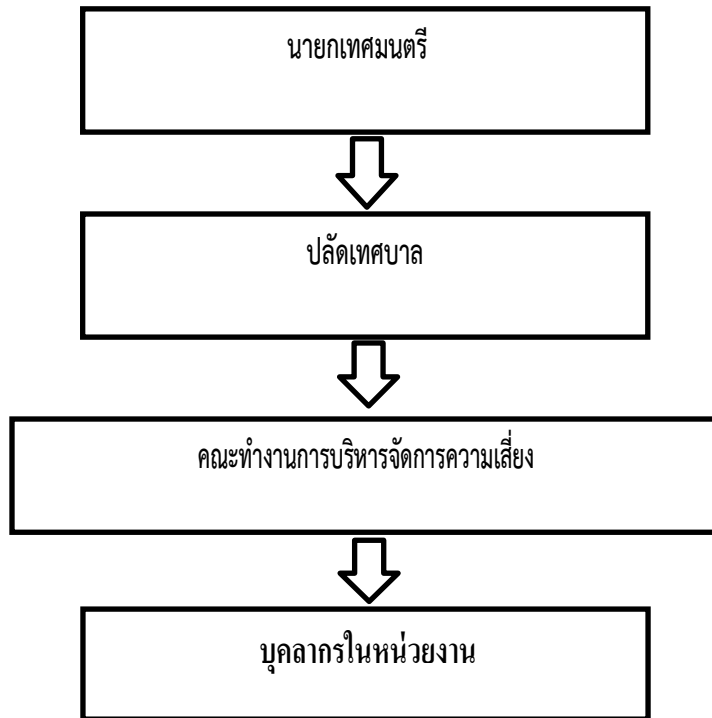 นายกเทศมนตรี
ปลัดเทศบาล
คณะทำงานการบริหารจัดการความเสี่ยง
บุคลากรในหน่วยงาน